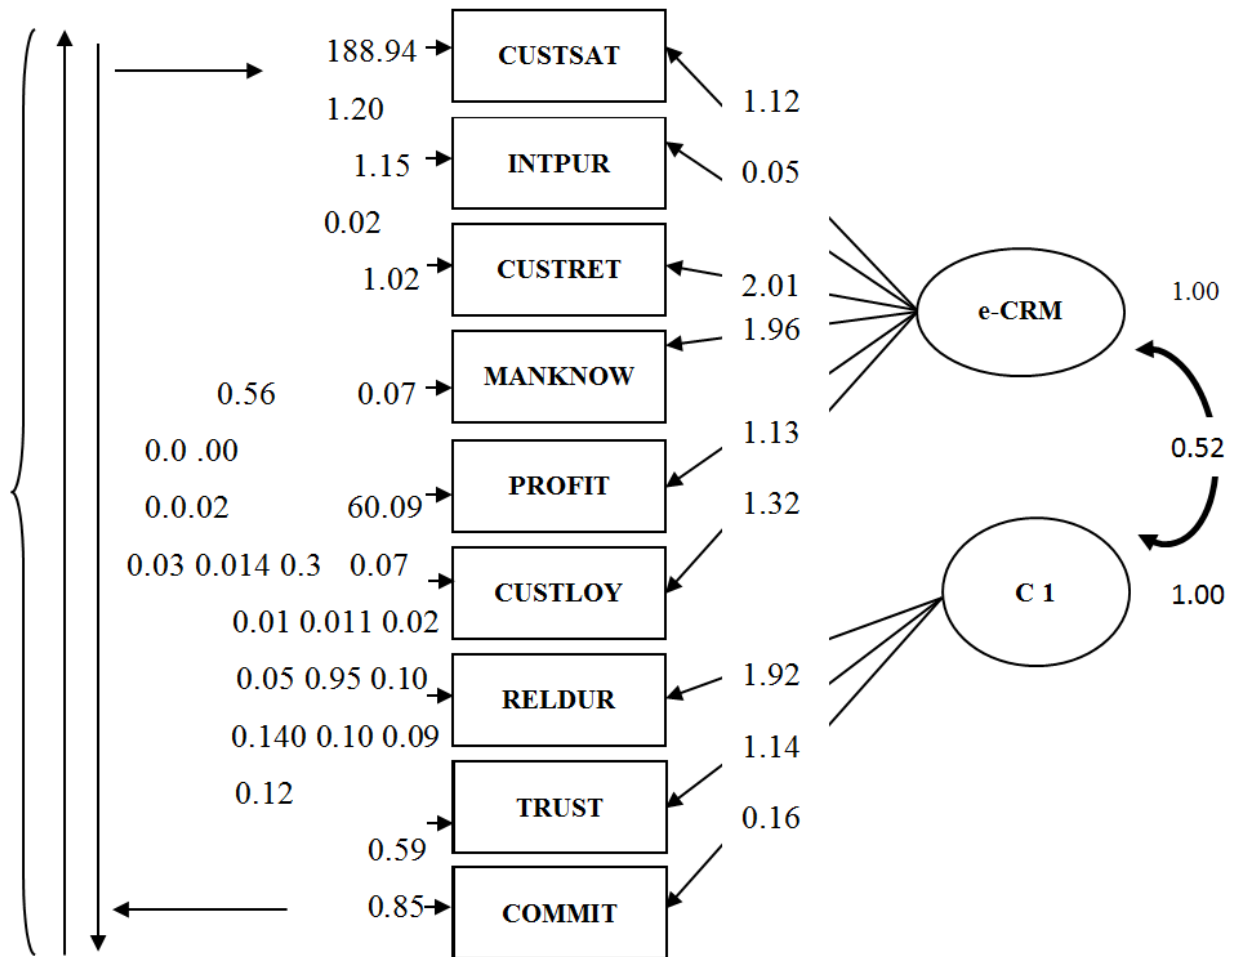 188.94 CUSTSAT
1.12
1.20
1.15 INTPUR 0.05
0.02
1.02 CUSTRET 2.01
e-CRM 1.00
1.96
0.56 0.07 MANKNOW
1.13
0.0 .00 0.52
0.0.02 60.09 PROFIT 1.32
0.03 0.014 0.3 0.07 CUSTLOY C 1 1.00
0.01 0.011 0.02
0.05 0.95 0.10 RELDUR 1.92
0.140 0.10 0.09 1.14
0.12 TRUST 0.16
0.59
0.85 COMMIT